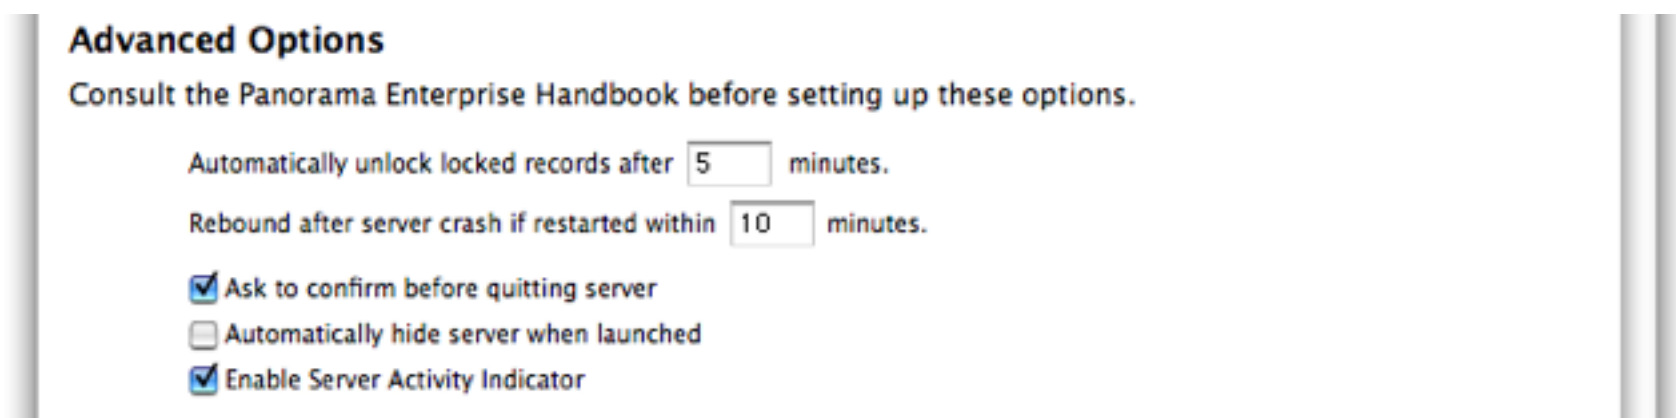 Advanced Options
Consult the Panorama Enterprise Handbook before setting up these options.
Automatically unlock locked records after 5 minutes.
Rebound after server crash if restarted within 10 minutes.
Ask to confirm before quitting server
Automatically hide server when launched
Enable Server Activity Indicator